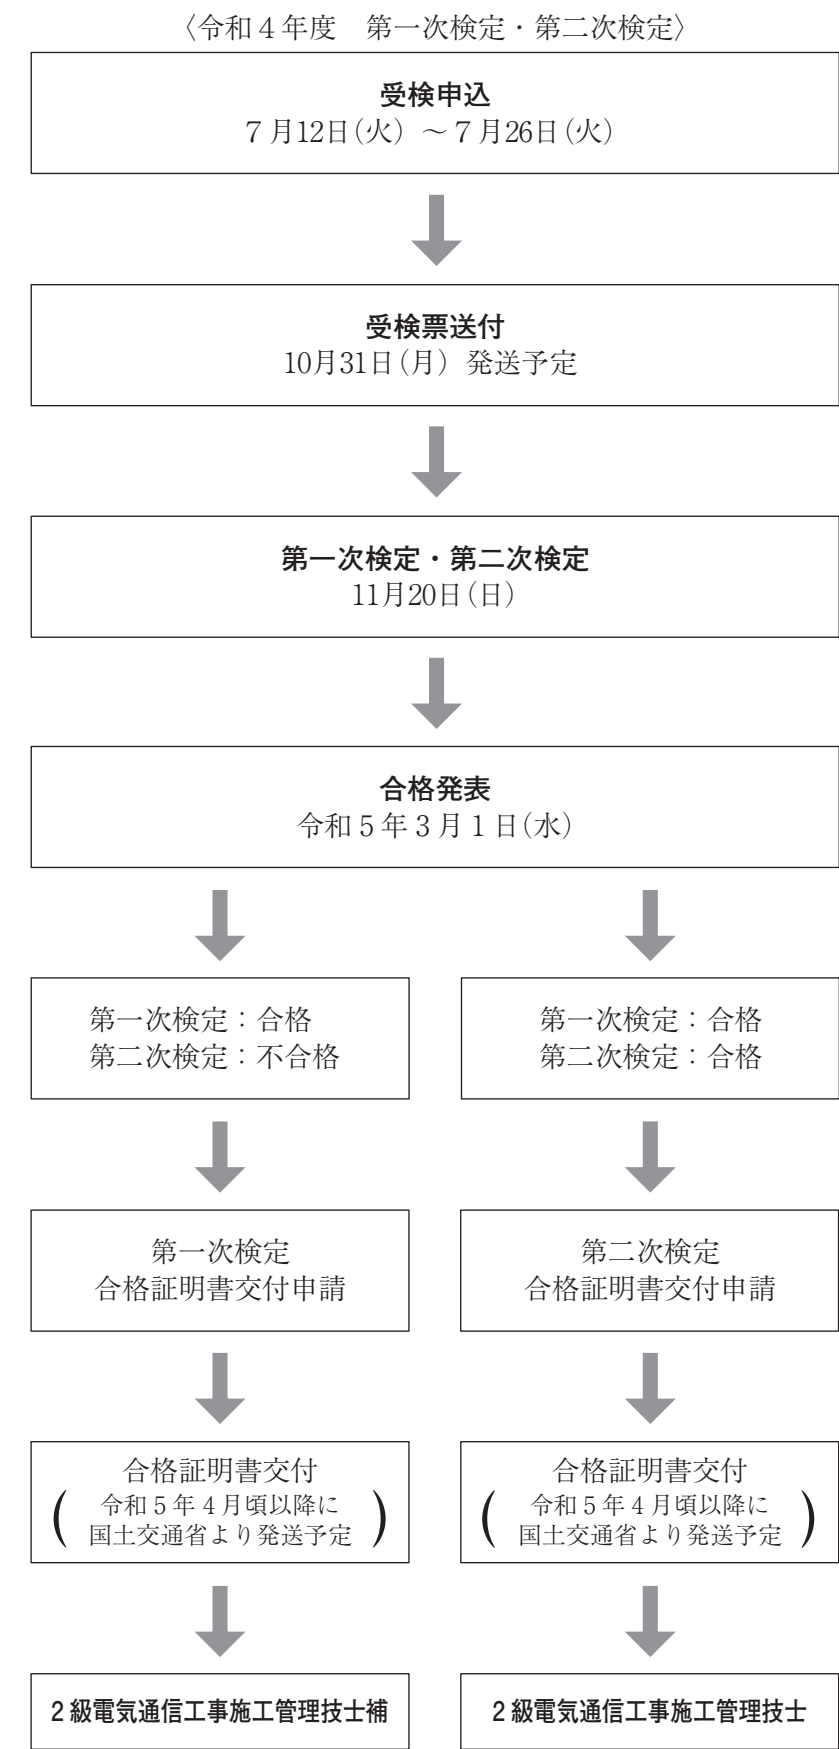 〈令和４年度　第一次検定・第二次検定〉
受検申込
７月12日(火) ～７月26日(火)
受検票送付
10月31日(月) 発送予定
第一次検定・第二次検定
11月20日(日)
合格発表
令和５年３月１日(水)
第一次検定：合格
第二次検定：不合格
第一次検定：合格
第二次検定：合格
第一次検定
合格証明書交付申請
第二次検定
合格証明書交付申請
合格証明書交付
(令和５年４月頃以降に
国土交通省より発送予定)
合格証明書交付
(令和５年４月頃以降に
国土交通省より発送予定)
２級電気通信工事施工管理技士補
２級電気通信工事施工管理技士